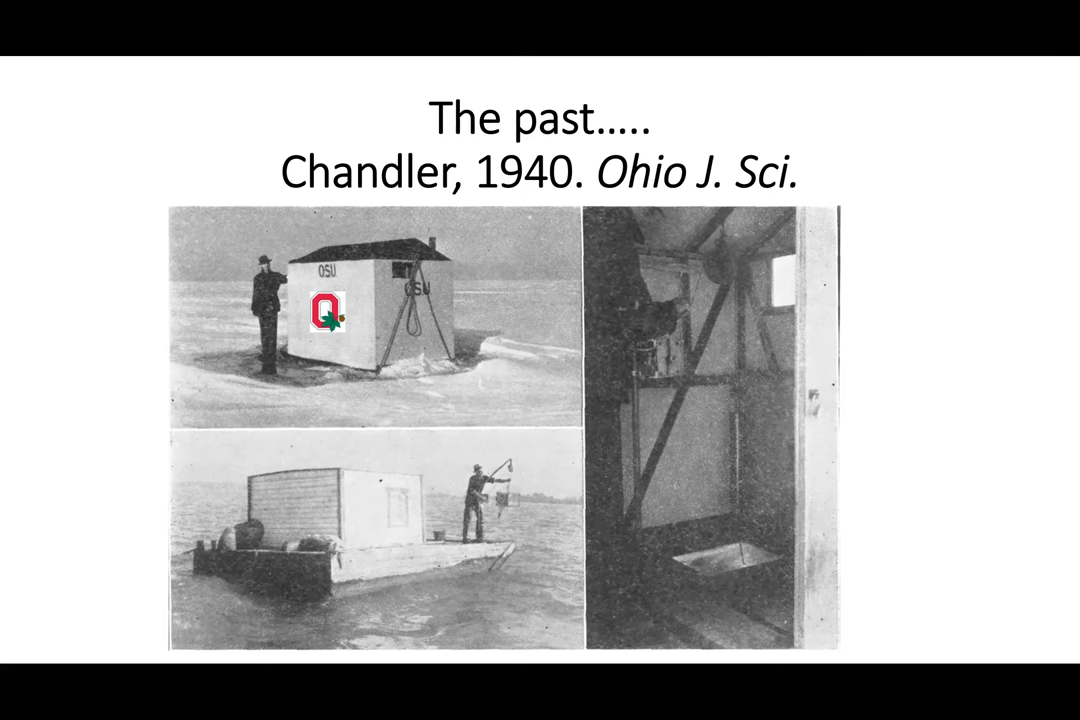 The past…..
Chandler, 1940. Ohio J. Sci.
OSU
OSU
O